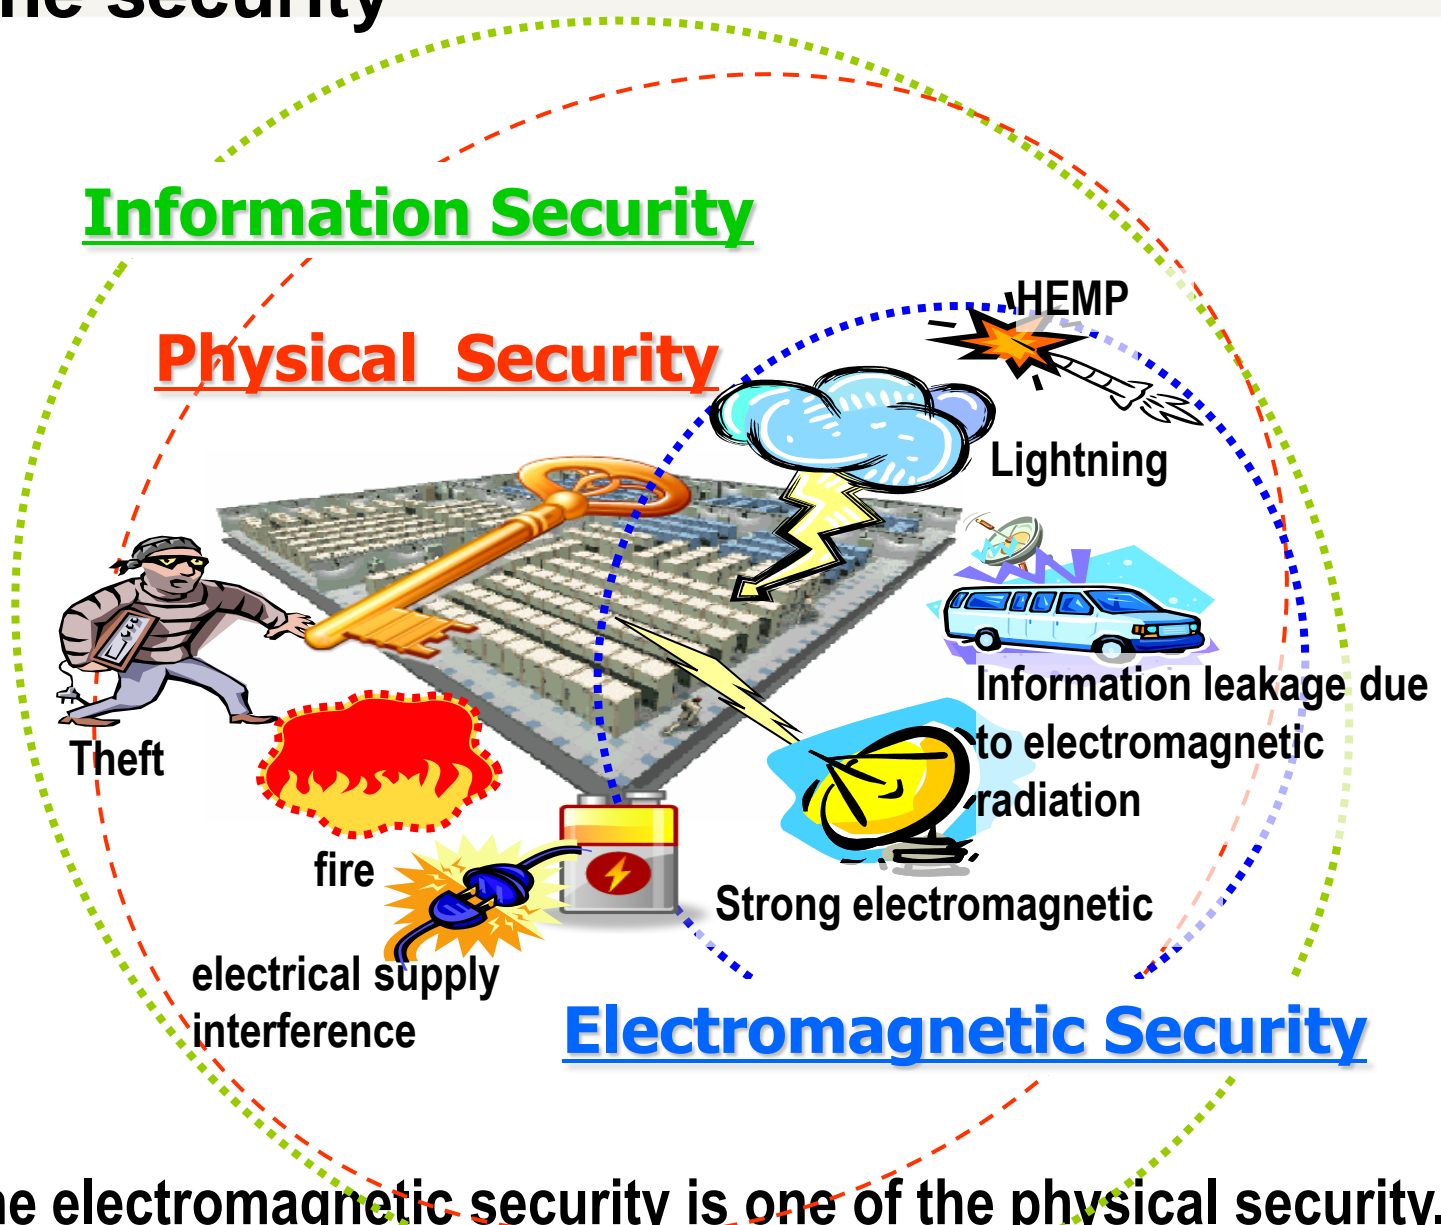 security
Information Security
HEMP
Physical Security
Lightning
Information leakage due
to electromagnetic
radiation
Theft
fire
Strong electromagnetic
electrical supply
interference
Electromagnetic Security
electromagnetic security is one of the physical security.